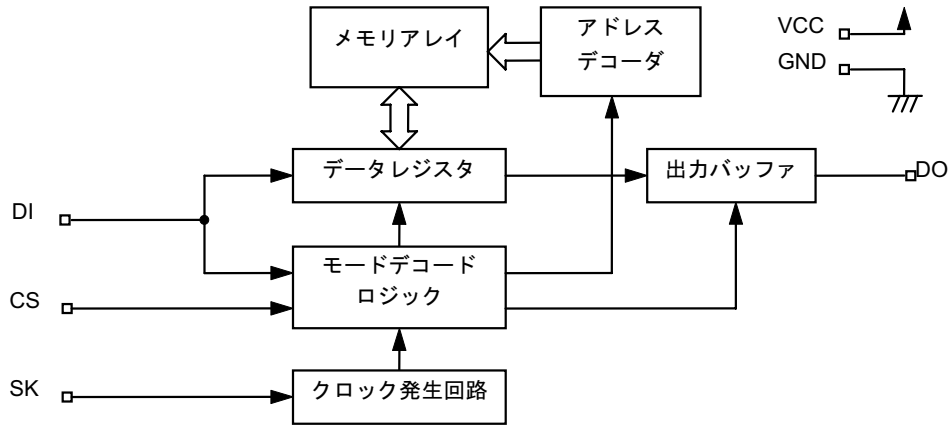 メモリアレイ
アドレス
デコーダ
VCC
GND
データレジスタ
出力バッファ
DO
DI
モードデコード
ロジック
CS
SK
クロック発生回路